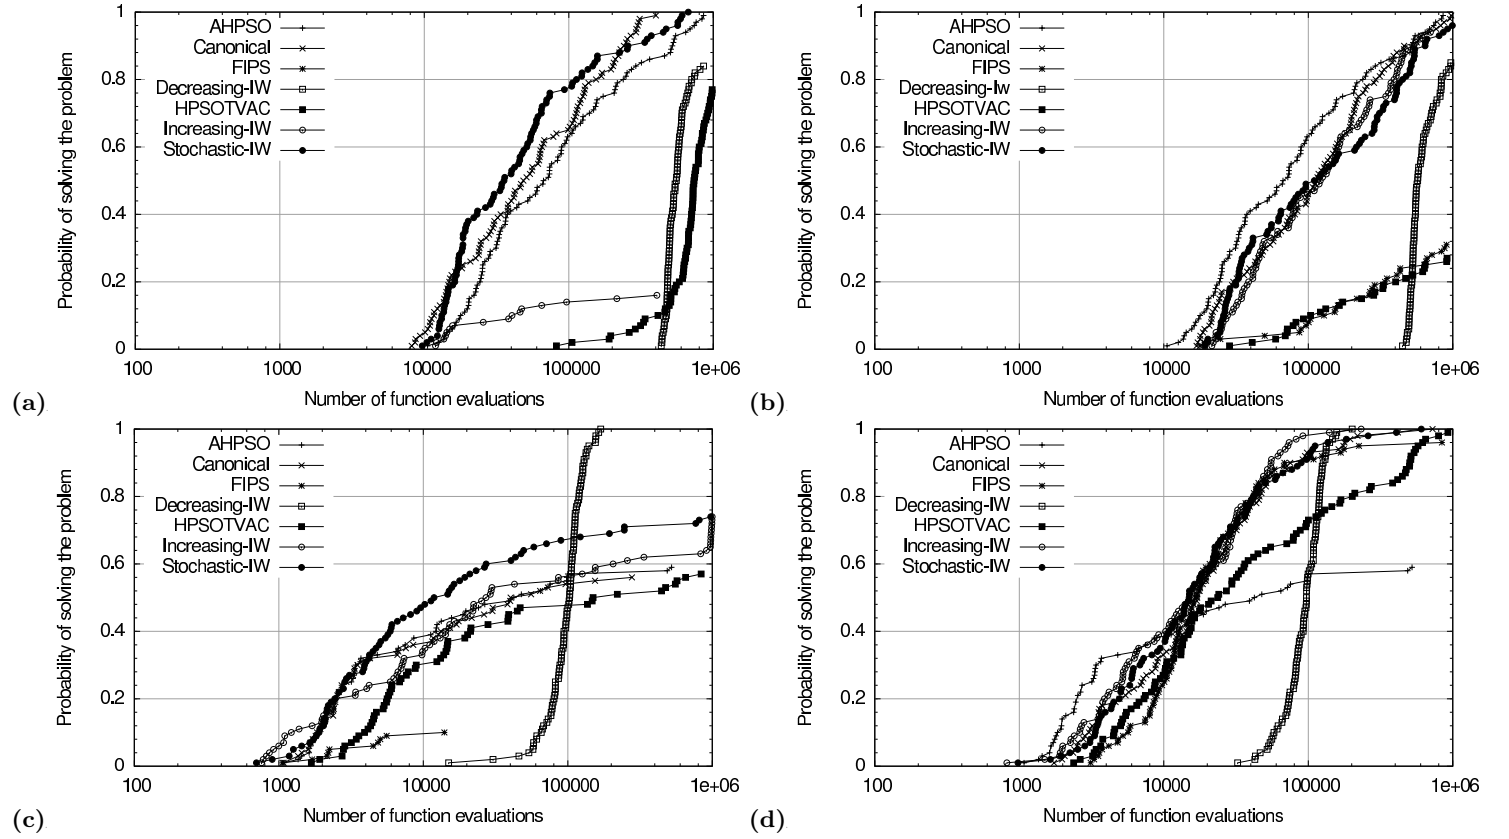 1
0.8
0.6
0.4
0.2
0
Probability of solving the problem
AHPSO
Canonical
FIPS
Decreasing-IW
HPSOTVAC
Increasing-IW
Stochastic-IW
100 1000 10000 100000 1e+06
Number of function evaluations
(a)
1
0.8
0.6
0.4
0.2
0
Probability of solving the problem
AHPSO
Canonical
FIPS
Decreasing-Iw
HPSOTVAC
Increasing-IW
Stochastic-IW
100 1000 10000 100000 1e+06
Number of function evaluations
(b)
1
0.8
0.6
0.4
0.2
0
Probability of solving the problem
AHPSO
Canonical
FIPS
Decreasing-IW
HPSOTVAC
Increasing-IW
Stochastic-IW
100 1000 10000 100000 1e+06
Number of function evaluations
(c)
1
0.8
0.6
0.4
0.2
0
Probability of solving the problem
AHPSO
Canonical
FIPS
Decreasing-IW
HPSOTVAC
Increasing-IW
Stochastic-IW
100 1000 10000 100000 1e+06
Number of function evaluations
(d)